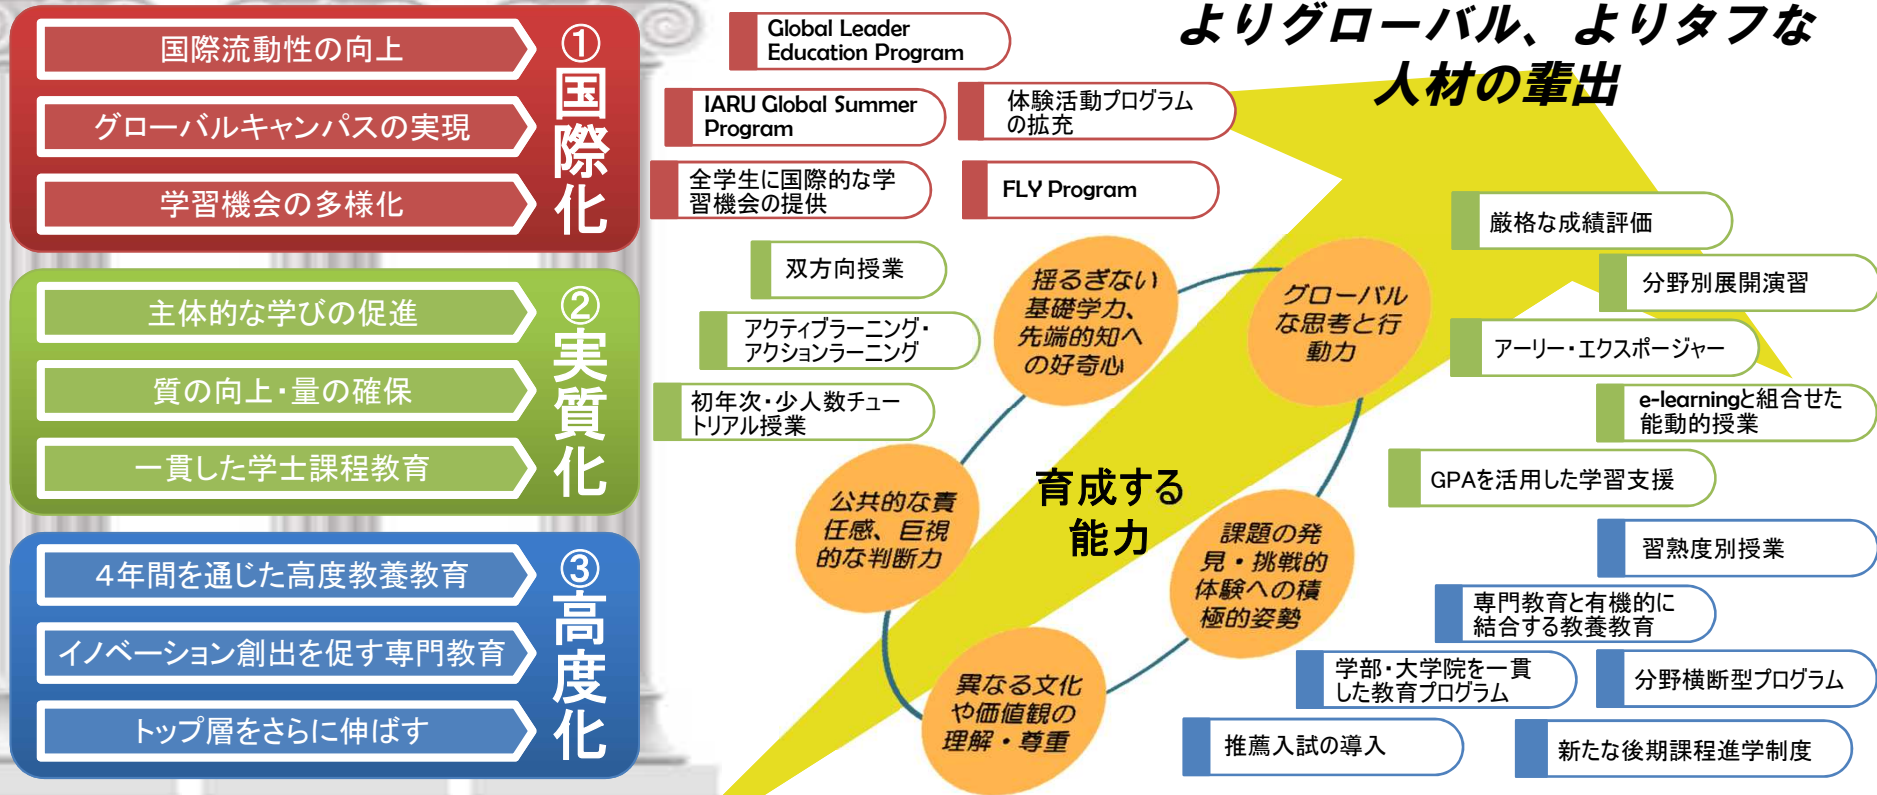 よりグローバル、よりタフな
人材の輩出
①国際化
国際流動性の向上
グローバルキャンパスの実現
学習機会の多様化
②実質化
主体的な学びの促進
質の向上・量の確保
一貫した学士課程教育
③高度化
４年間を通じた高度教養教育
イノベーション創出を促す専門教育
トップ層をさらに伸ばす
Global Leader
Education Program
IARU Global Summer
Program
体験活動プログラム
の拡充
全学生に国際的な学
習機会の提供
FLY Program
双方向授業
アクティブラーニング・
アクションラーニング
初年次・少人数チュー
トリアル授業
厳格な成績評価
分野別展開演習
アーリー・エクスポージャー
e-learningと組合せた
能動的授業
GPAを活用した学習支援
習熟度別授業
専門教育と有機的に
結合する教養教育
学部・大学院を一貫
した教育プログラム
分野横断型プログラム
推薦入試の導入
新たな後期課程進学制度
育成する
能力
揺るぎない
基礎学力、
先端的知へ
の好奇心
グローバル
な思考と行
動力
公共的な責
任感、巨視
的な判断力
課題の発
見・挑戦的
体験への積
極的姿勢
異なる文化
や価値観の
理解・尊重